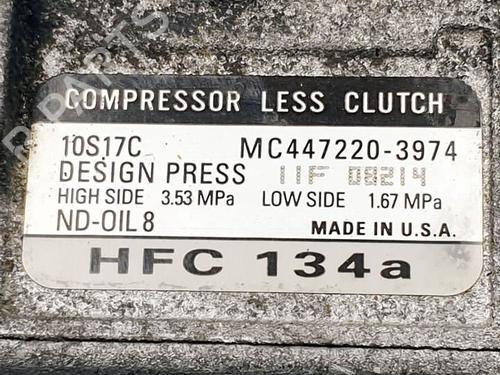 COMPRESSOR LESS CLUTCH
10S17C MC447220-3974
DESIGN PRESS 11F 08214
HIGH SIDE 3.53 MPa LOW SIDE 1.67 MPa
ND-OIL 8 MADE IN U.S.A.
HFC 134a